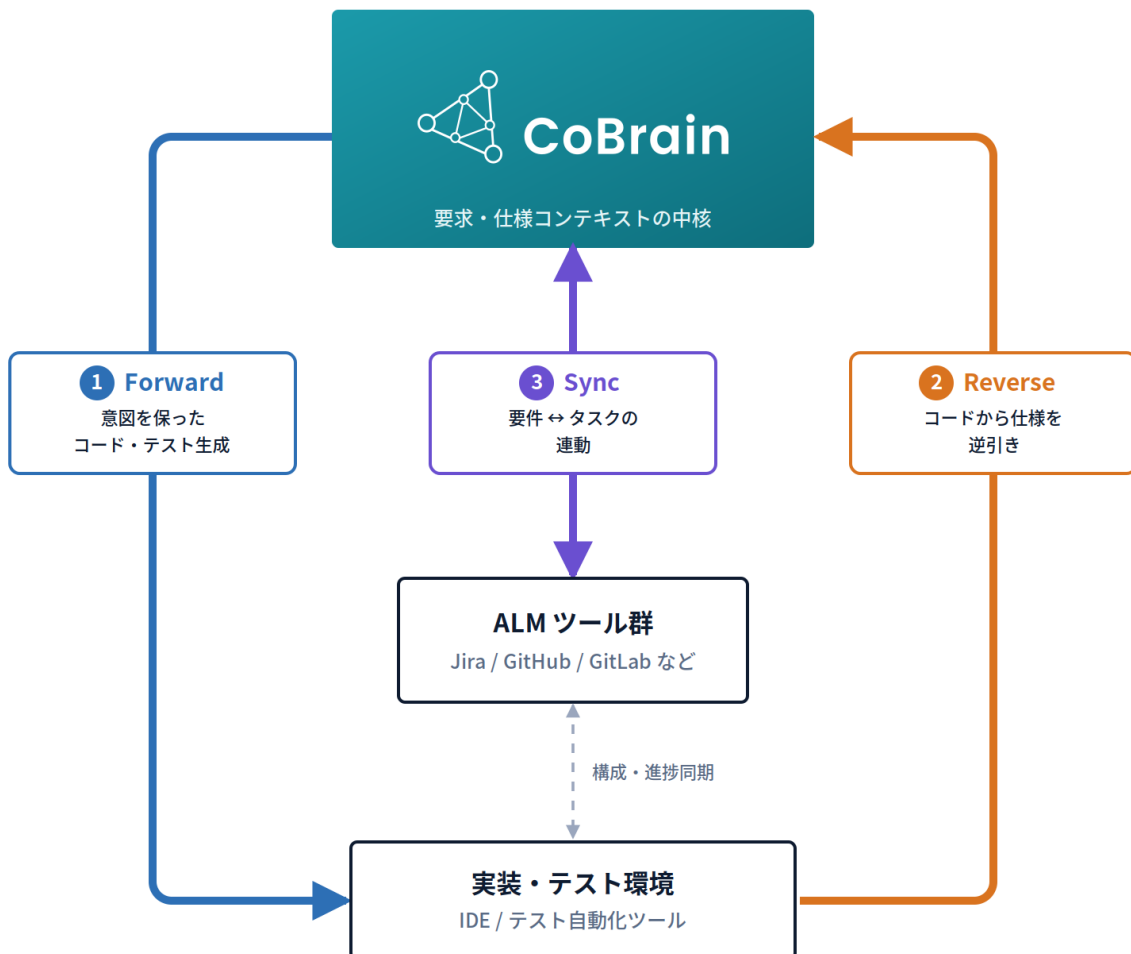 CoBrain
要求・仕様コンテキストの中核
1 Forward
意図を保った
コード・テスト生成
3 Sync
要件 ↔ タスクの
連動
2 Reverse
コードから仕様を
逆引き
ALM ツール群
Jira / GitHub / GitLab など
構成・進捗同期
実装・テスト環境
IDE / テスト自動化ツール